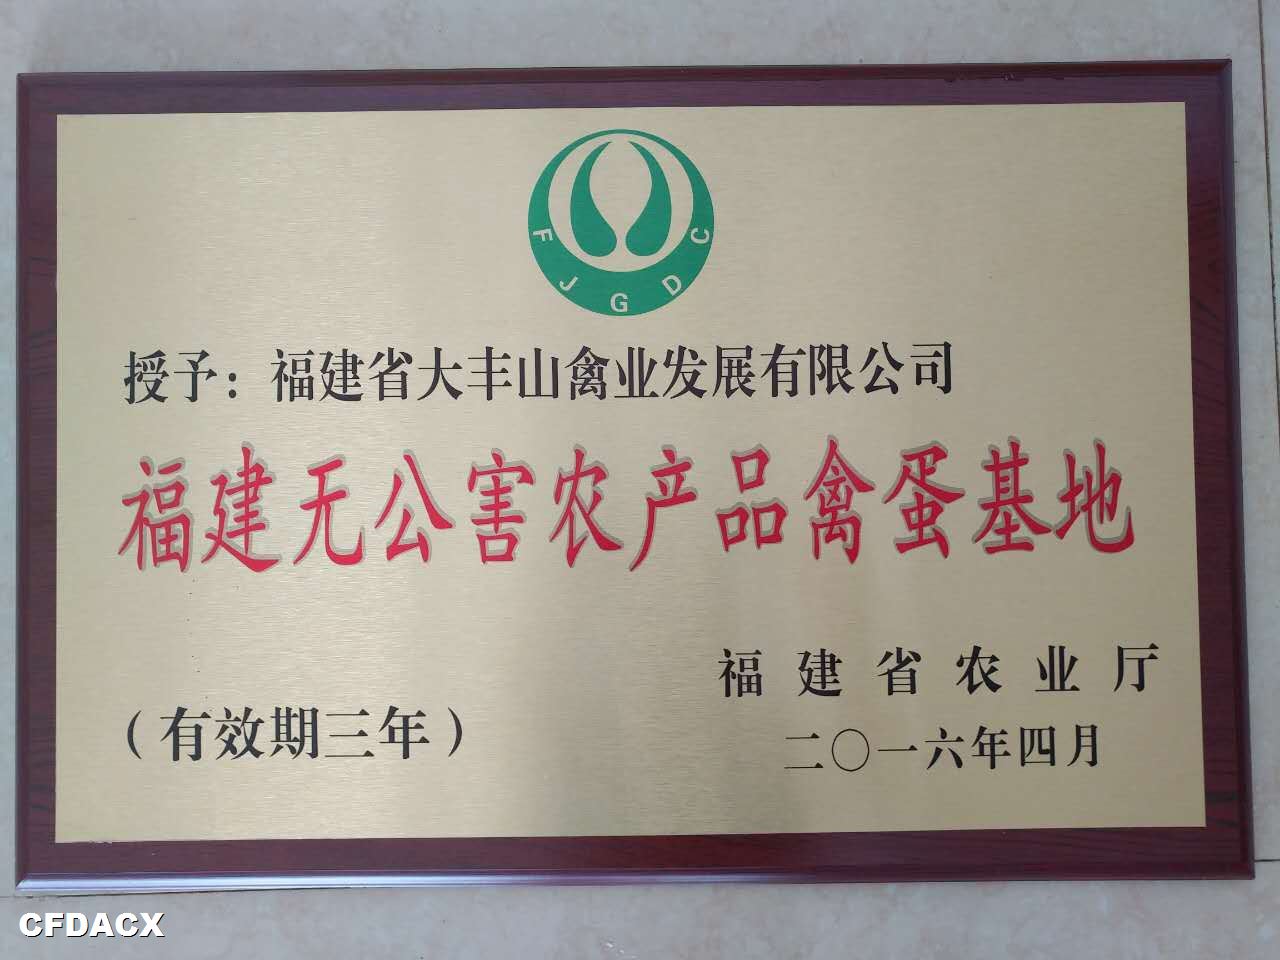 FJGDC
授予：福建省大丰山禽业发展有限公司
福建无公害农产品禽蛋基地
福建省农业厅
（有效期三年）
二〇一六年四月
CFDACX